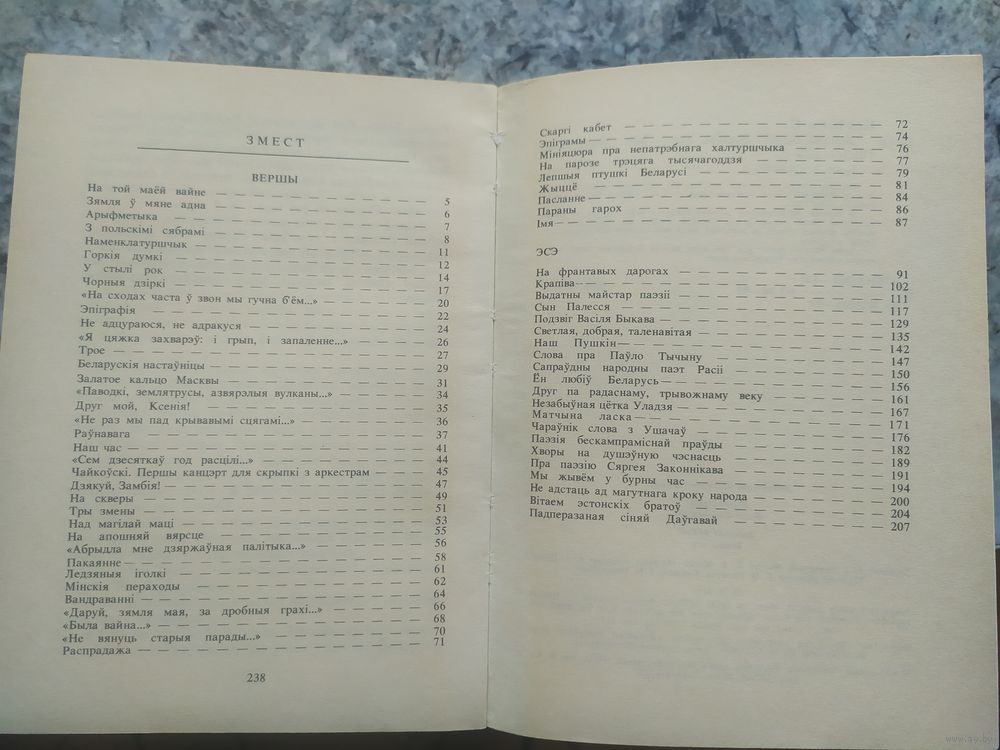 ЗМЕСТ
ВЕРШЫ
На той маёй вайне — 5
Зямля ў мяне адна — 6
Арыфметыка — 7
З польскімі сябрамі — 8
Наменклатуршчык — 11
Горкія думкі — 12
У стылі рок — 14
Чорныя дзіркі — 17
«На сходах часта ў звон мы гучна б'ём...» — 20
Эпіграфія — 22
Не адцураюся, не адракуся — 24
«Я цяжка захварэў: і грып, і запаленне...» — 26
Трое — 27
Беларускія настаўніцы — 29
Залатое кальцо Масквы — 31
«Паводкі, землятрусы, азвярэлыя вулканы...» — 34
Друг мой, Ксенія! — 35
«Не раз мы пад крывавымі сцягамі...» — 36
Раўнавага — 37
Наш час — 41
«Сем дзесяткаў год расцілі...» — 44
Чайкоўскі. Першы канцэрт для скрыпкі з аркестрам — 45
Дзякуй, Замбія! — 47
На скверы — 49
Тры змены — 51
Над магілай маці — 53
На апошняй вярсце — 55
«Абрыдла мне дзяржаўная палітыка...» — 56
Пакаянне — 58
Ледзяныя іголкі — 61
Мінскія пераходы — 62
Вандраванні — 64
«Даруй, зямля мая, за дробныя грахі...» — 66
«Была вайна...» — 68
«Не вянуць старыя парады...» — 70
Распрадажа — 71
238
Скаргі кабет — 72
Эпіграмы — 74
Мініяцюра пра непатрэбнага халтуршчыка — 76
На парозе трэцяга тысячагоддзя — 77
Лепшыя птушкі Беларусі — 79
Жыццё — 81
Пасланне — 84
Параны гарох — 86
Імя — 87
ЭСЭ
На франтавых дарогах — 91
Крапіва — 102
Выдатны майстар паэзіі — 111
Сын Палесся — 117
Подзвіг Васіля Быкава — 129
Светлая, добрая, таленавітая — 135
Наш Пушкін — 142
Слова пра Паўло Тычыну — 147
Сапраўдны народны паэт Расіі — 150
Ён любіў Беларусь — 156
Друг па радаснаму, трывожнаму веку — 161
Незабыўная цётка Уладзя — 167
Матчына ласка — 171
Чараўнік слова з Ушачаў — 176
Паэзія бескампраміснай праўды — 182
Хворы на душэўную чэснасць — 189
Пра паэзію Сяргея Законнікава — 191
Мы жывём у бурны час — 194
Не адстаць ад магутнага кроку народа — 200
Вітаем эстонскіх братоў — 204
Падперазаная сіняй Даўгавай — 207